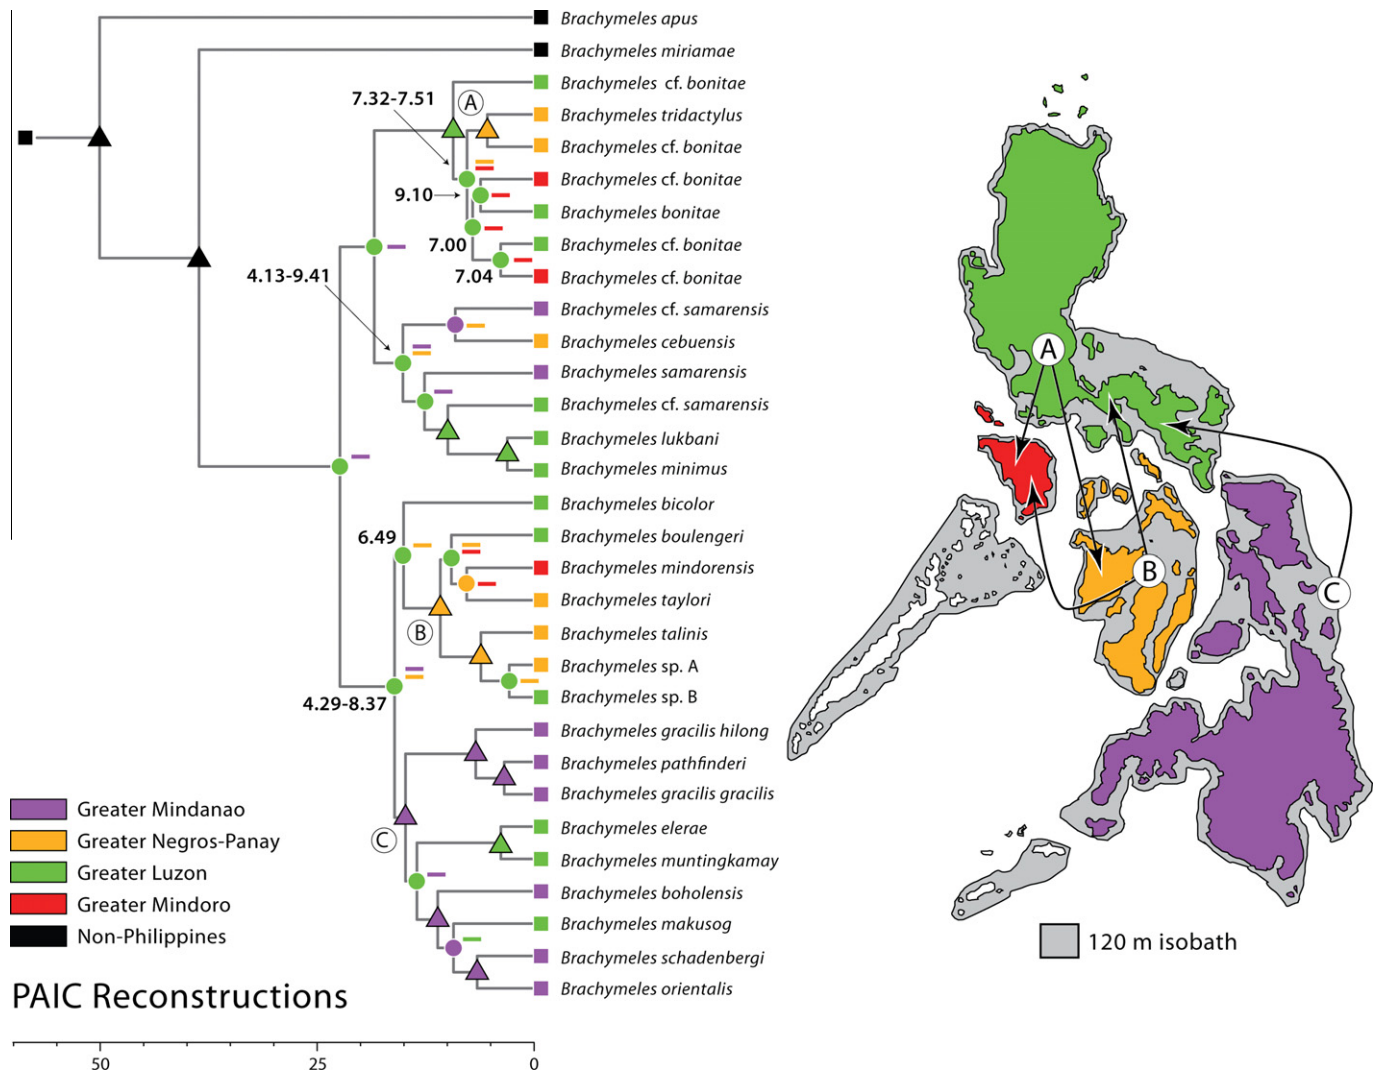 Brachymeles apus
Brachymeles miriamae
Brachymeles cf. bonitae
7.32-7.51
A
Brachymeles tridactylus
Brachymeles cf. bonitae
Brachymeles cf. bonitae
9.10
Brachymeles bonitae
7.00
Brachymeles cf. bonitae
7.04
Brachymeles cf. bonitae
4.13-9.41
Brachymeles cf. samarensis
Brachymeles cebuensis
Brachymeles samarensis
Brachymeles cf. samarensis
Brachymeles lukbani
Brachymeles minimus
Brachymeles bicolor
6.49
Brachymeles boulengeri
Brachymeles mindorensis
Brachymeles taylori
B
Brachymeles talinis
Brachymeles sp. A
Brachymeles sp. B
4.29-8.37
Brachymeles gracilis hilong
Brachymeles pathfinderi
Brachymeles gracilis gracilis
C
Brachymeles elerae
Brachymeles muntingkamay
Brachymeles boholensis
Brachymeles makusog
Brachymeles schadenbergi
Brachymeles orientalis
Greater Mindanao
Greater Negros-Panay
Greater Luzon
Greater Mindoro
Non-Philippines
PAIC Reconstructions
50 25 0
A
B
C
120 m isobath